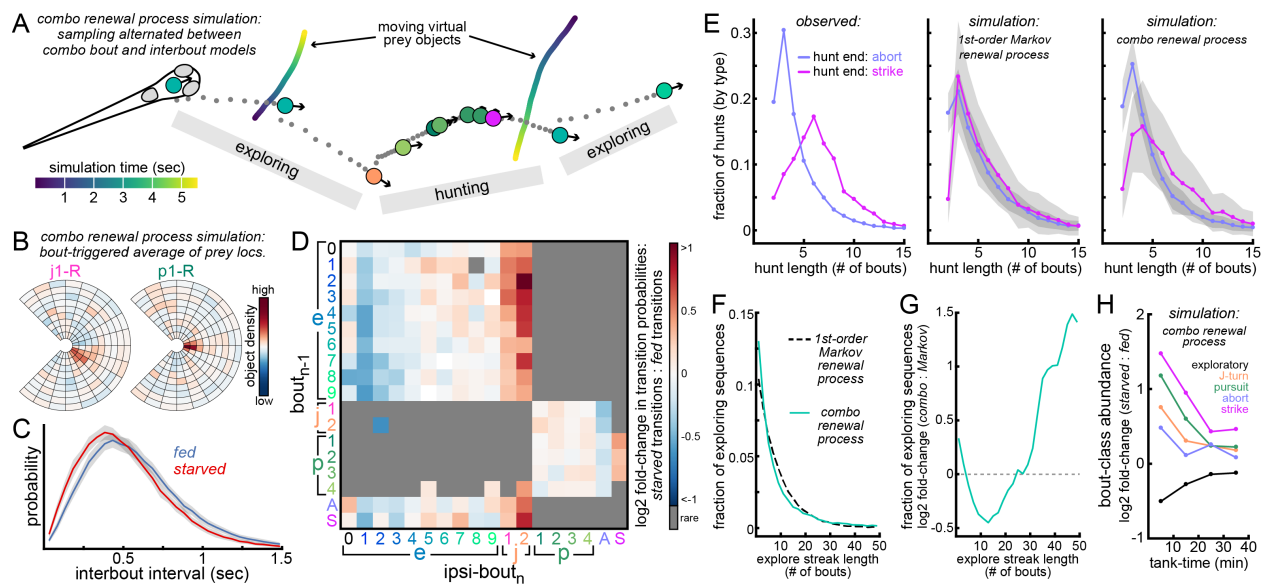 A
combo renewal process simulation:
sampling alternated between
combo bout and interbout models
moving virtual
prey objects
exploring
hunting
exploring
simulation time (sec)
1 2 3 4 5
B
combo renewal process simulation:
bout-triggered average of prey locs.
j1-R
p1-R
high
object density
low
C
probability
fed
starved
0.5 1 1.5
interbout interval (sec)
D
bout n-1
e
j
p
0
1
2
3
4
5
6
7
8
9
1
2
1
2
3
4
A
S
0 1 2 3 4 5 6 7 8 9 1 2 1 2 3 4 A S
e j p
ipsi-bout n
>1
0.5
0
-0.5
<-1
rare
log2 fold-change in transition probabilities:
starved transitions : fed transitions
E
observed:
hunt end: abort
hunt end: strike
fraction of hunts (by type)
0.3
0.2
0.1
0
5 10 15
hunt length (# of bouts)
simulation:
1st-order Markov
renewal process
5 10 15
hunt length (# of bouts)
simulation:
combo renewal process
5 10 15
hunt length (# of bouts)
F
fraction of exploring sequences
0.15
0.1
0.05
0
1st-order
Markov
renewal
process
combo
renewal
process
0 10 20 30 40 50
explore streak length
(# of bouts)
G
fraction of exploring sequences
log2 fold-change (combo : Markov)
1.5
1
0.5
0
-0.5
0 10 20 30 40 50
explore streak length
(# of bouts)
H
simulation:
combo renewal
process
exploratory
J-turn
pursuit
abort
strike
bout-class abundance
log2 fold-change (starved : fed)
2
1
0
-1
0 10 20 30 40
tank-time (min)